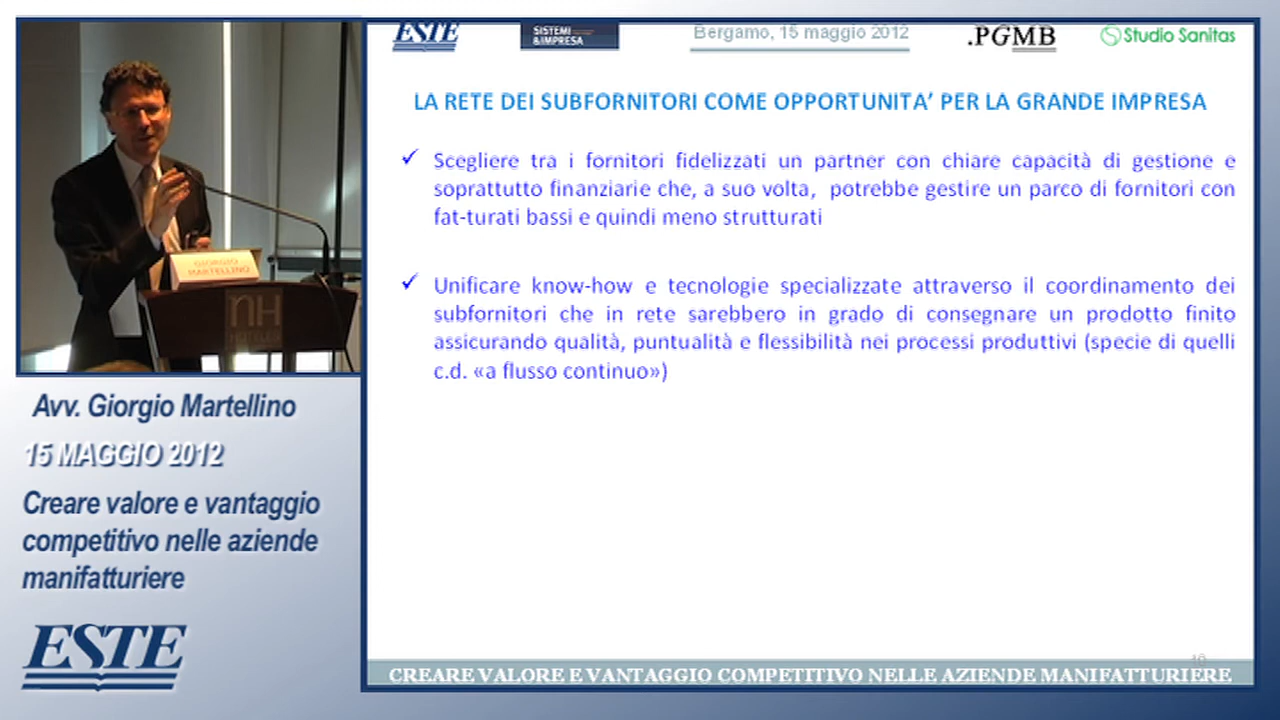 ESTE
SISTEMI
&IMPRESA
Bergamo, 15 maggio 2012
.PGMB
Studio Sanitas
LA RETE DEI SUBFORNITORI COME OPPORTUNITA’ PER LA GRANDE IMPRESA
✓ Scegliere tra i fornitori fidelizzati un partner con chiare capacità di gestione e
soprattutto finanziarie che, a suo volta, potrebbe gestire un parco di fornitori con
fat-turati bassi e quindi meno strutturati
✓ Unificare know-how e tecnologie specializzate attraverso il coordinamento dei
subfornitori che in rete sarebbero in grado di consegnare un prodotto finito
assicurando qualità, puntualità e flessibilità nei processi produttivi (specie di quelli
c.d. «a flusso continuo»)
CREARE VALORE E VANTAGGIO COMPETITIVO NELLE AZIENDE MANIFATTURIERE
GIORGIO
MARTELLINO
nH
HOTELES
Avv. Giorgio Martellino
15 MAGGIO 2012
Creare valore e vantaggio
competitivo nelle aziende
manifatturiere
ESTE